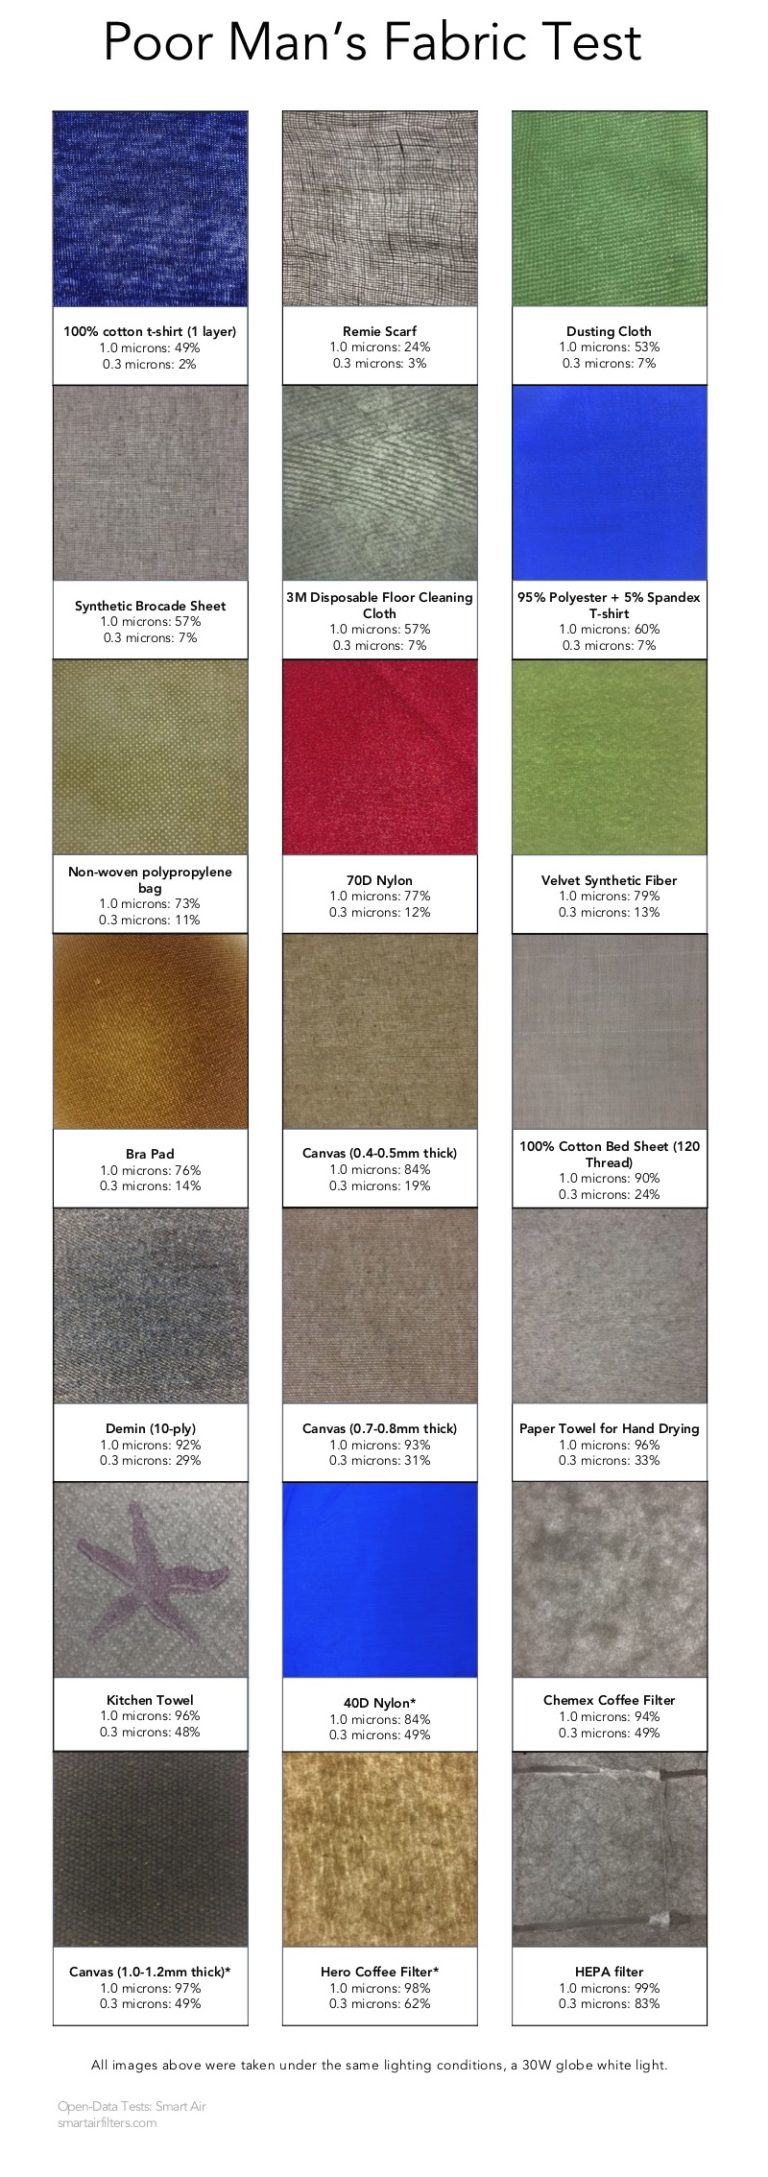 Poor Man’s Fabric Test
100% cotton t-shirt (1 layer)
1.0 microns: 49%
0.3 microns: 2%
Remie Scarf
1.0 microns: 24%
0.3 microns: 3%
Dusting Cloth
1.0 microns: 53%
0.3 microns: 7%
Synthetic Brocade Sheet
1.0 microns: 57%
0.3 microns: 7%
3M Disposable Floor Cleaning
Cloth
1.0 microns: 57%
0.3 microns: 7%
95% Polyester + 5% Spandex
T-shirt
1.0 microns: 60%
0.3 microns: 7%
Non-woven polypropylene
bag
1.0 microns: 73%
0.3 microns: 11%
70D Nylon
1.0 microns: 77%
0.3 microns: 12%
Velvet Synthetic Fiber
1.0 microns: 79%
0.3 microns: 13%
Bra Pad
1.0 microns: 76%
0.3 microns: 14%
Canvas (0.4-0.5mm thick)
1.0 microns: 84%
0.3 microns: 19%
100% Cotton Bed Sheet (120
Thread)
1.0 microns: 90%
0.3 microns: 24%
Demin (10-ply)
1.0 microns: 92%
0.3 microns: 29%
Canvas (0.7-0.8mm thick)
1.0 microns: 93%
0.3 microns: 31%
Paper Towel for Hand Drying
1.0 microns: 96%
0.3 microns: 33%
Kitchen Towel
1.0 microns: 96%
0.3 microns: 48%
40D Nylon*
1.0 microns: 84%
0.3 microns: 49%
Chemex Coffee Filter
1.0 microns: 94%
0.3 microns: 49%
Canvas (1.0-1.2mm thick)*
1.0 microns: 97%
0.3 microns: 49%
Hero Coffee Filter*
1.0 microns: 98%
0.3 microns: 62%
HEPA filter
1.0 microns: 99%
0.3 microns: 83%
All images above were taken under the same lighting conditions, a 30W globe white light.
Open-Data Tests: Smart Air
smartairfilters.com